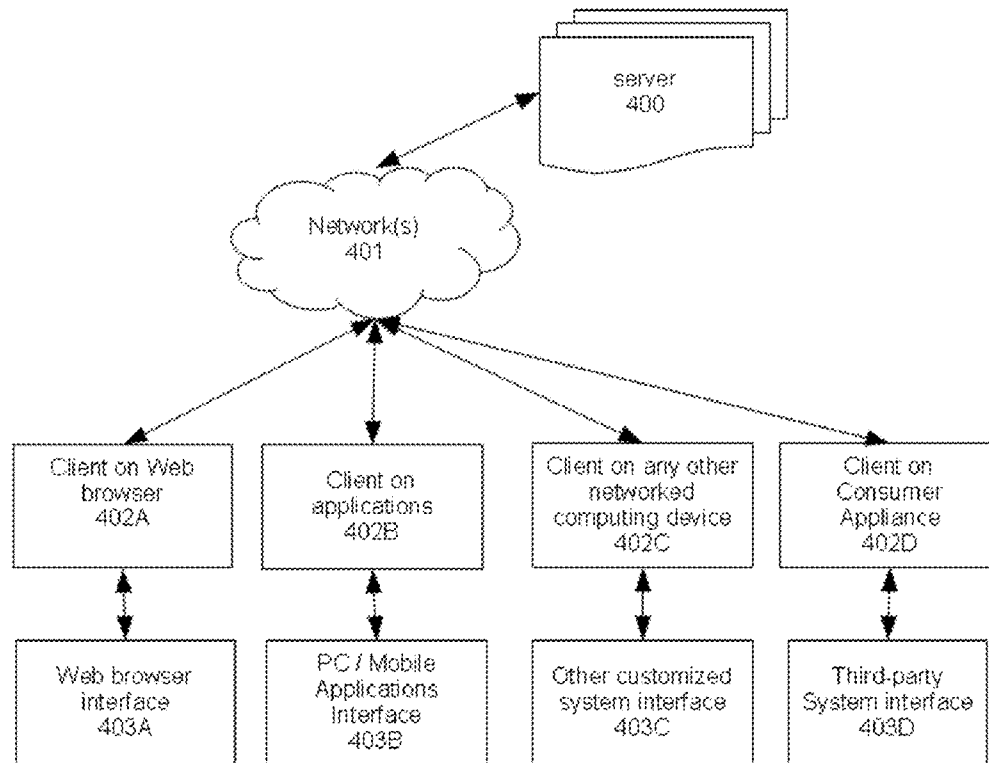 server
400
Network(s)
401
Client on Web
browser
402A
Client on
applications
402B
Client on any other
networked
computing device
402C
Client on
Consumer
Appliance
402D
Web browser
interface
403A
PC / Mobile
Applications
Interface
403B
Other customized
system interface
403C
Third-party
System interface
403D